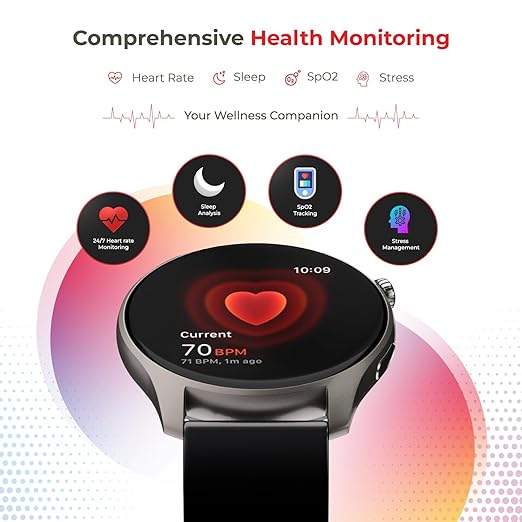 Comprehensive Health Monitoring
Heart Rate
Sleep
SpO2
Stress
Your Wellness Companion
Sleep
Analysis
SpO2
Tracking
24/7 Heart rate
Monitoring
Stress
Management
10:09
Current
70 BPM
71 BPM, 1m ago